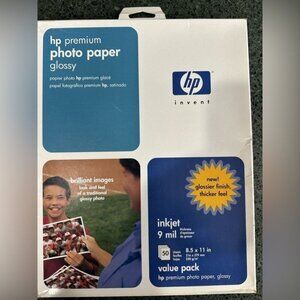 hp premium
photo paper
glossy
papier photo hp premium glacé
papel fotográfico premium hp, satinado
hp
invent
brilliant images
look and feel
of a traditional
glossy photo
new!
glossier finish,
thicker feel
inkjet
9 mil
50
8.5 x 11 in
value pack
hp premium photo paper, glossy